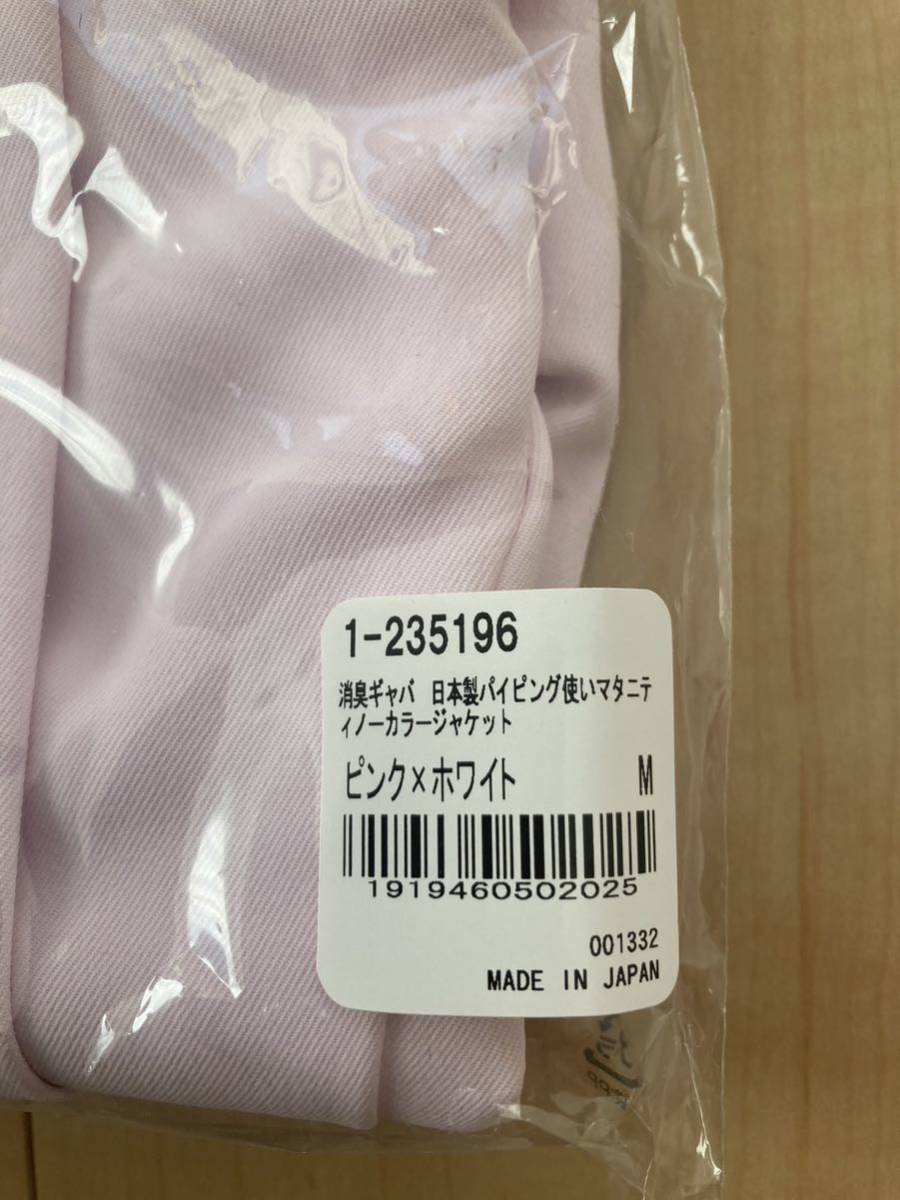 1-235196
消臭ギャバ　日本製パイピング使いマタニテ
ィノーカラージャケット
ピンク×ホワイト M
1919460502025
001332
MADE IN JAPAN